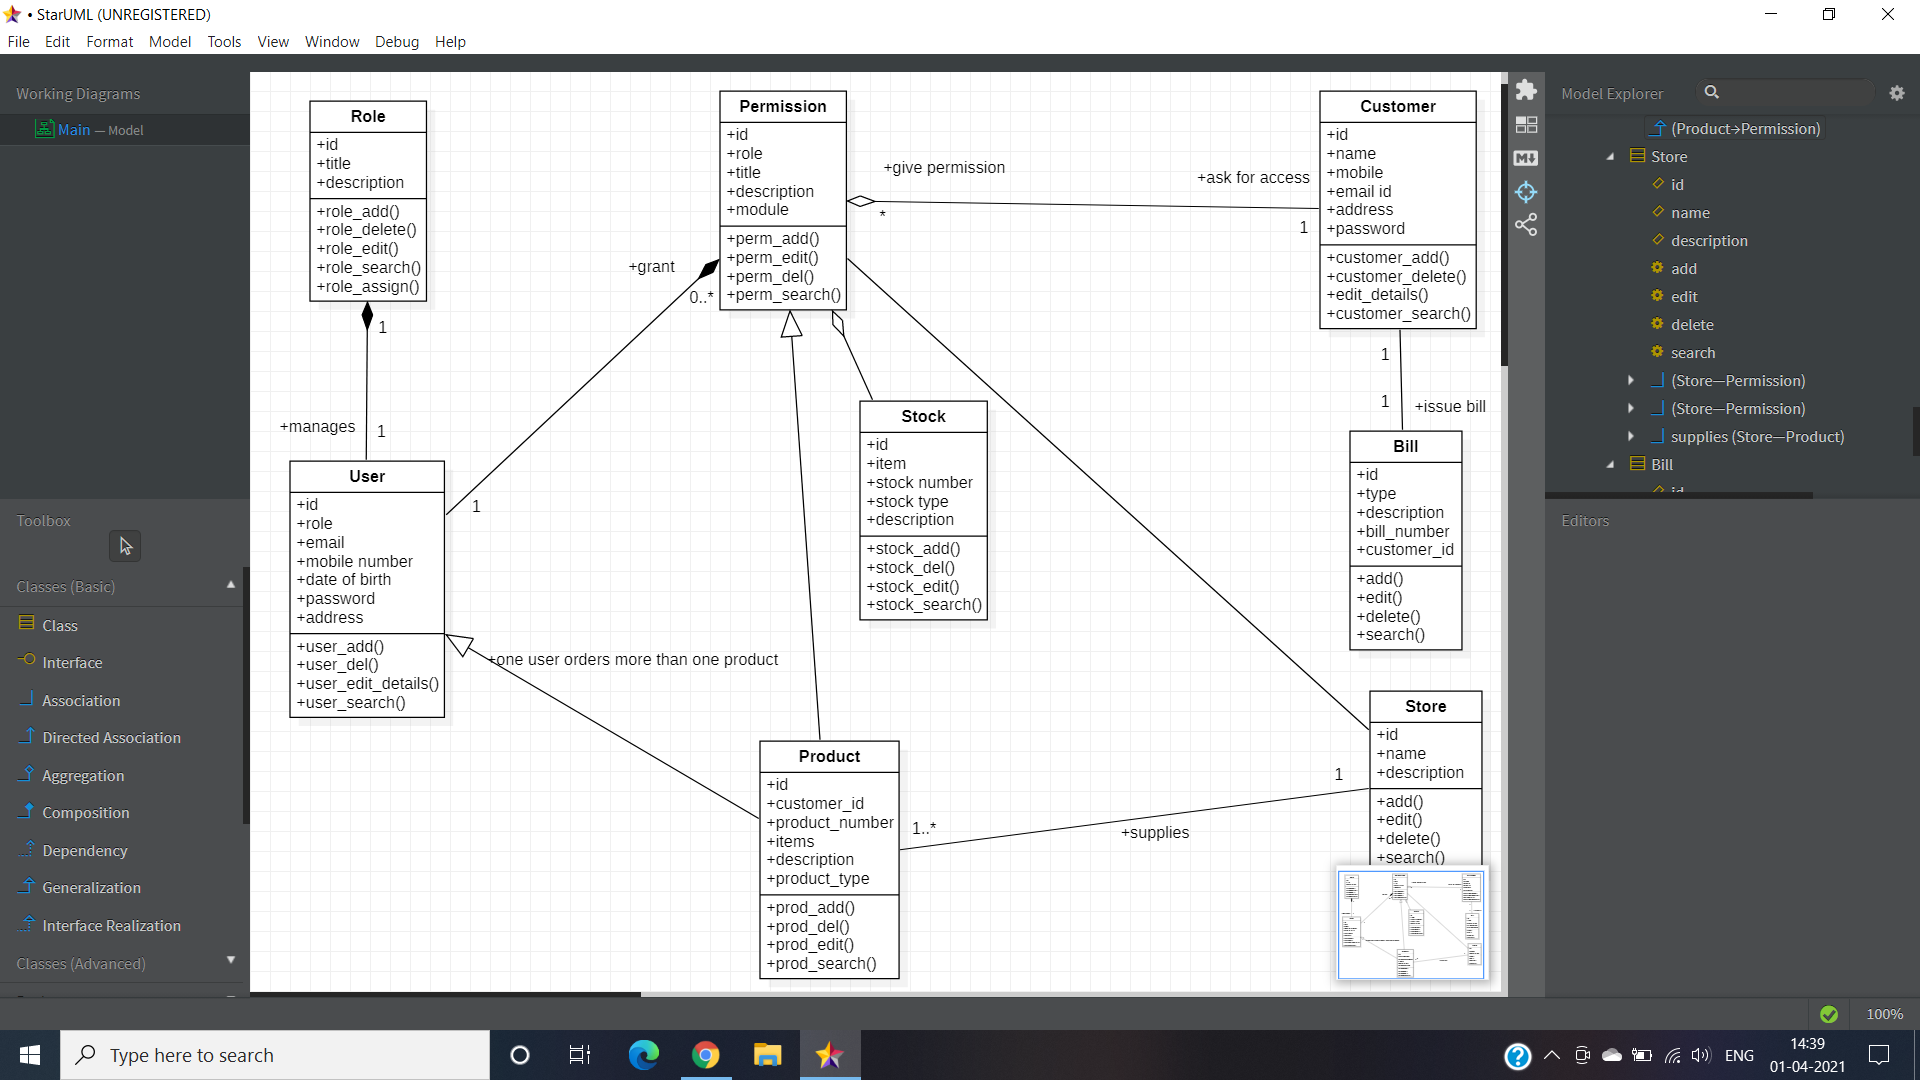 • StarUML (UNREGISTERED)
File Edit Format Model Tools View Window Debug Help
Working Diagrams
Main — Model
Toolbox
Classes (Basic)
Class
Interface
Association
Directed Association
Aggregation
Composition
Dependency
Generalization
Interface Realization
Classes (Advanced)
Role
+id
+title
+description
+role_add()
+role_delete()
+role_edit()
+role_search()
+role_assign()
1
+manages
1
User
+id
+role
+email
+mobile number
+date of birth
+password
+address
+user_add()
+user_del()
+user_edit_details()
+user_search()
+grant
0..*
1
+one user orders more than one product
Permission
+id
+role
+title
+description
+module
+perm_add()
+perm_edit()
+perm_del()
+perm_search()
+give permission
*
+ask for access
1
Customer
+id
+name
+mobile
+email id
+address
+password
+customer_add()
+customer_delete()
+edit_details()
+customer_search()
1
1
+issue bill
Stock
+id
+item
+stock number
+stock type
+description
+stock_add()
+stock_del()
+stock_edit()
+stock_search()
Bill
+id
+type
+description
+bill_number
+customer_id
+add()
+edit()
+delete()
+search()
Product
+id
+customer_id
+product_number
+items
+description
+product_type
+prod_add()
+prod_del()
+prod_edit()
+prod_search()
1..*
+supplies
1
Store
+id
+name
+description
+add()
+edit()
+delete()
+search()
Model Explorer
(Product→Permission)
Store
id
name
description
add
edit
delete
search
(Store—Permission)
(Store—Permission)
supplies (Store—Product)
Bill
id
Editors
100%
Type here to search
ENG
14:39
01-04-2021